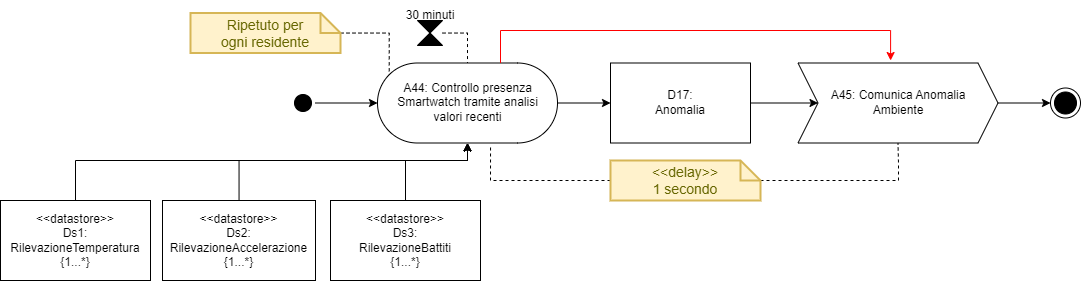 30 minuti
Ripetuto per
ogni residente
A44: Controllo presenza
Smartwatch tramite analisi
valori recenti
D17:
Anomalia
A45: Comunica Anomalia
Ambiente
<<delay>>
1 secondo
<<datastore>>
Ds1:
RilevazioneTemperatura
{1...*}
<<datastore>>
Ds2:
RilevazioneAccelerazione
{1...*}
<<datastore>>
Ds3:
RilevazioneBattiti
{1...*}